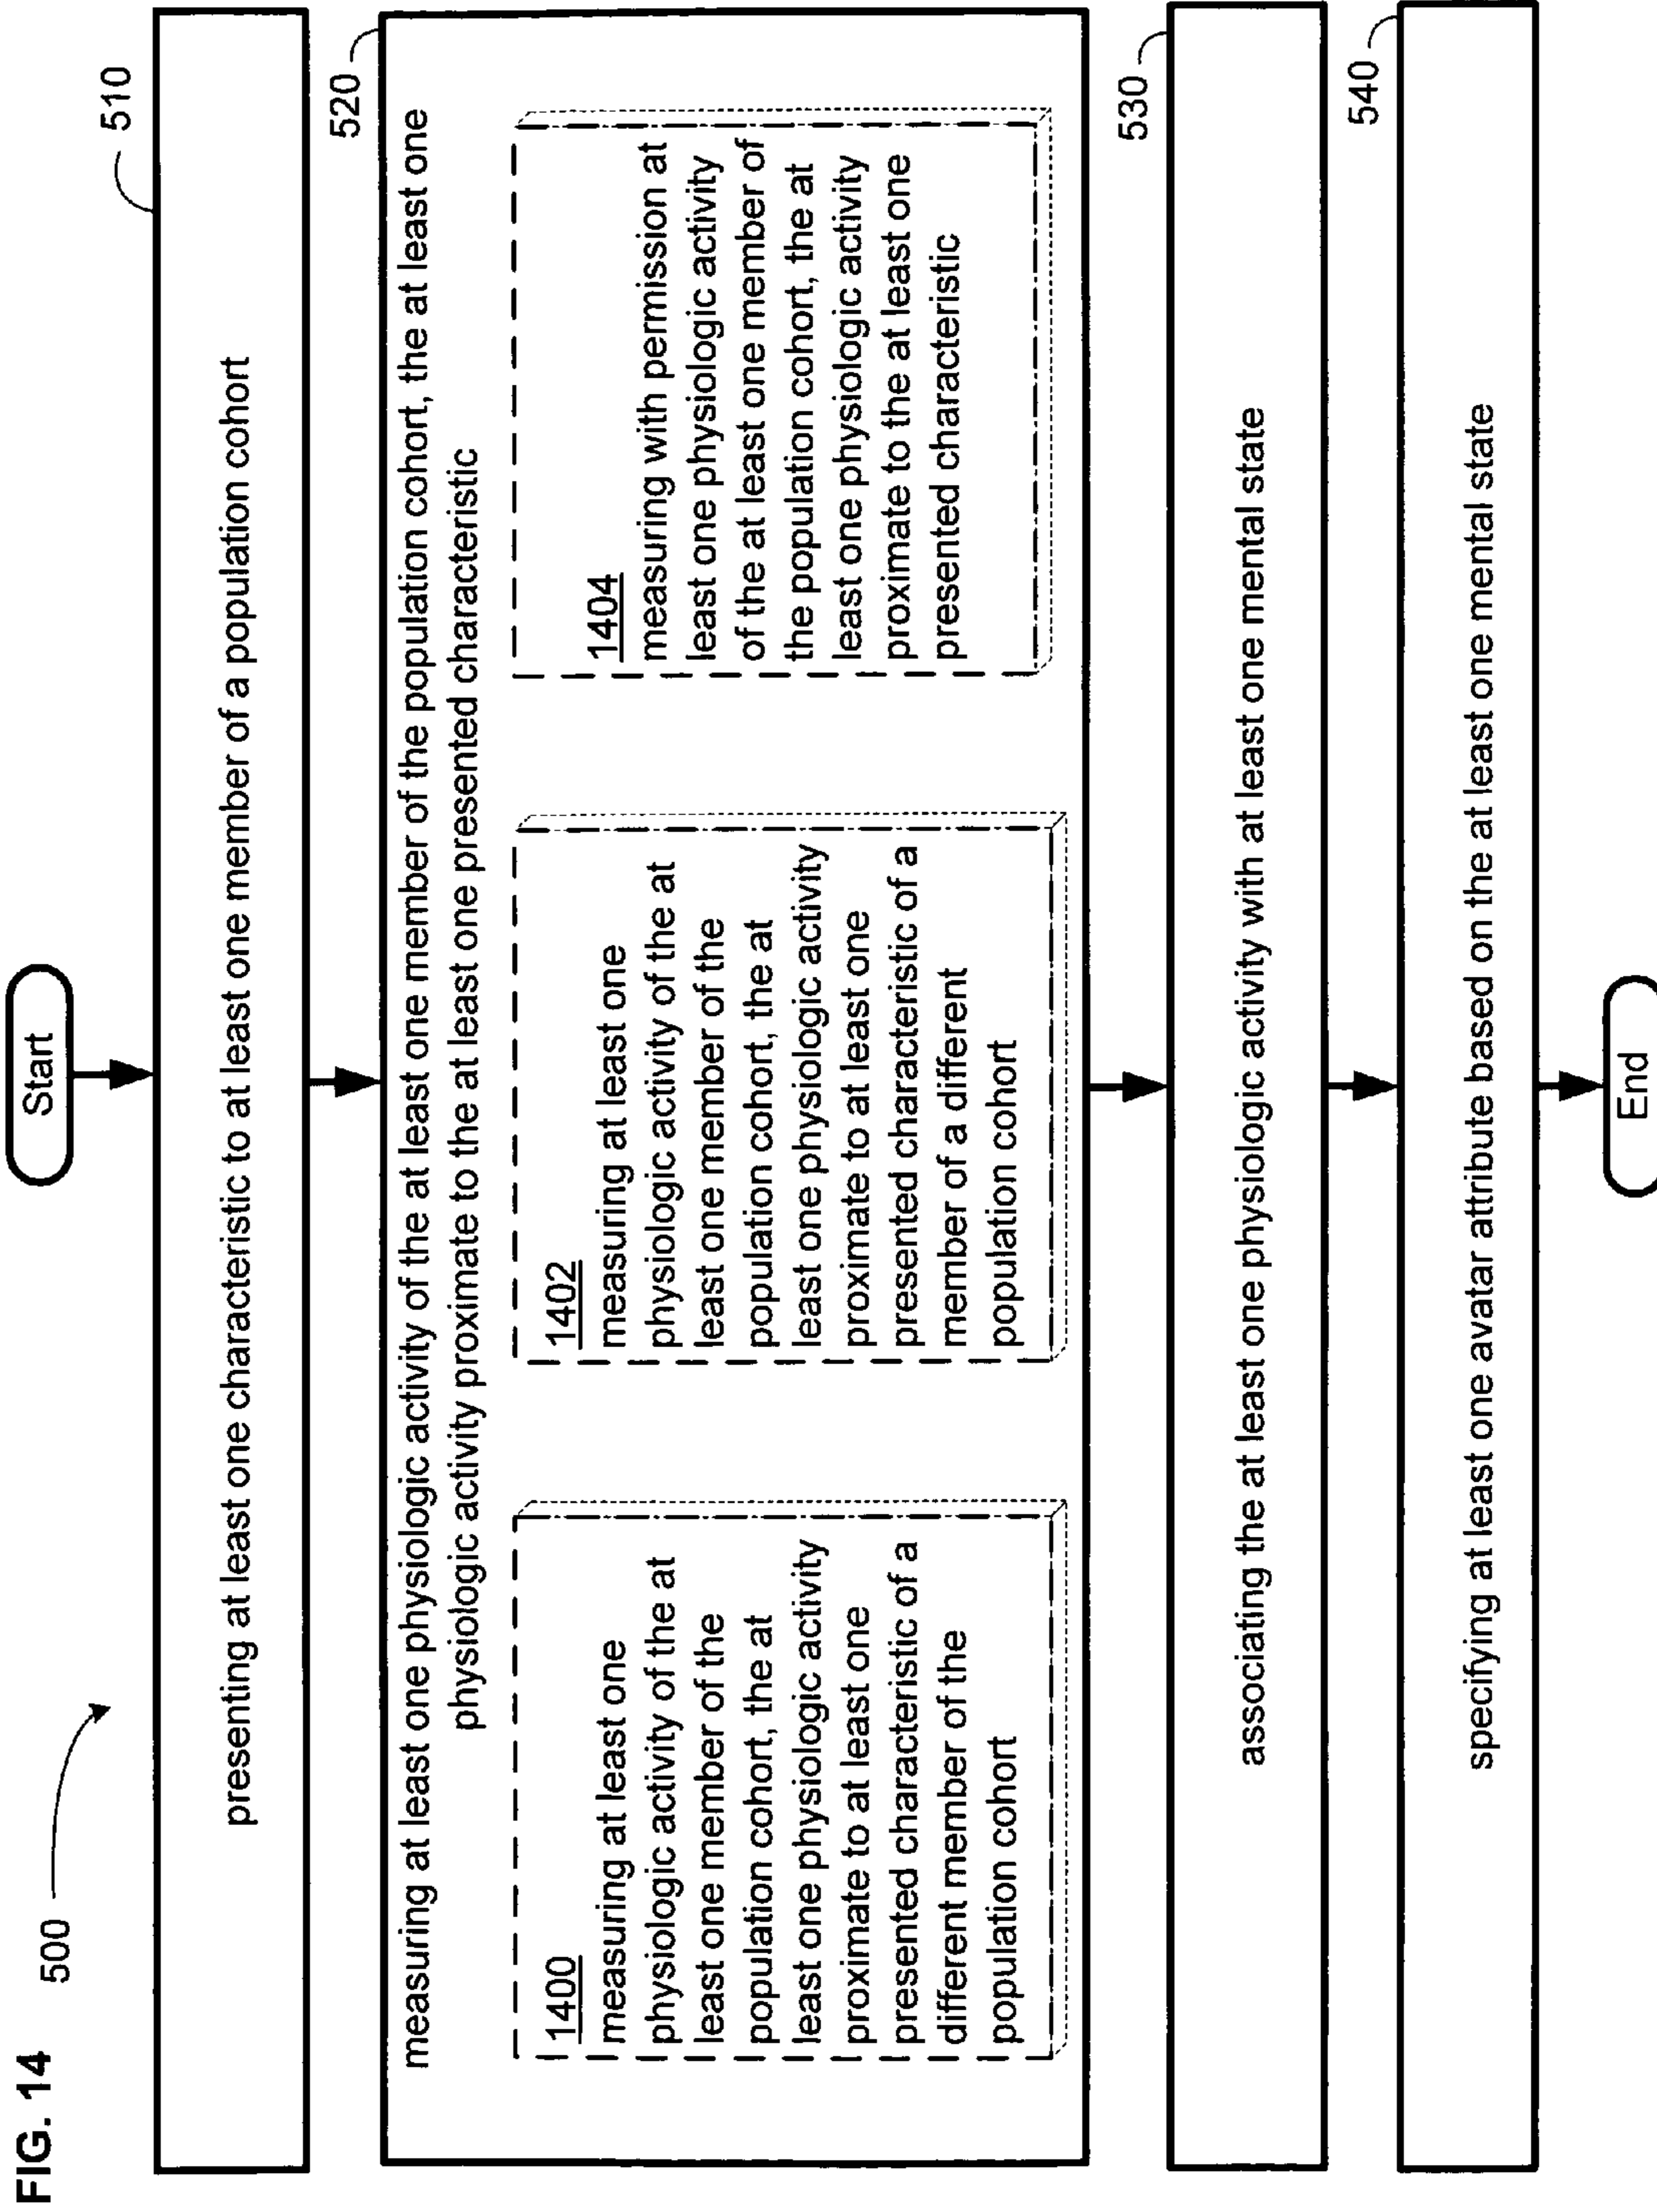 FIG. 14
500
Start
510
presenting at least one characteristic to at least one member of a population cohort
520
measuring at least one physiologic activity of the at least one member of the population cohort, the at least one
physiologic activity proximate to the at least one presented characteristic
1400
measuring at least one
physiologic activity of the at
least one member of the
population cohort, the at
least one physiologic activity
proximate to at least one
presented characteristic of a
different member of the
population cohort
1402
measuring at least one
physiologic activity of the at
least one member of the
population cohort, the at
least one physiologic activity
proximate to at least one
presented characteristic of a
member of a different
population cohort
1404
measuring with permission at
least one physiologic activity
of the at least one member of
the population cohort, the at
least one physiologic activity
proximate to the at least one
presented characteristic
530
associating the at least one physiologic activity with at least one mental state
540
specifying at least one avatar attribute based on the at least one mental state
End